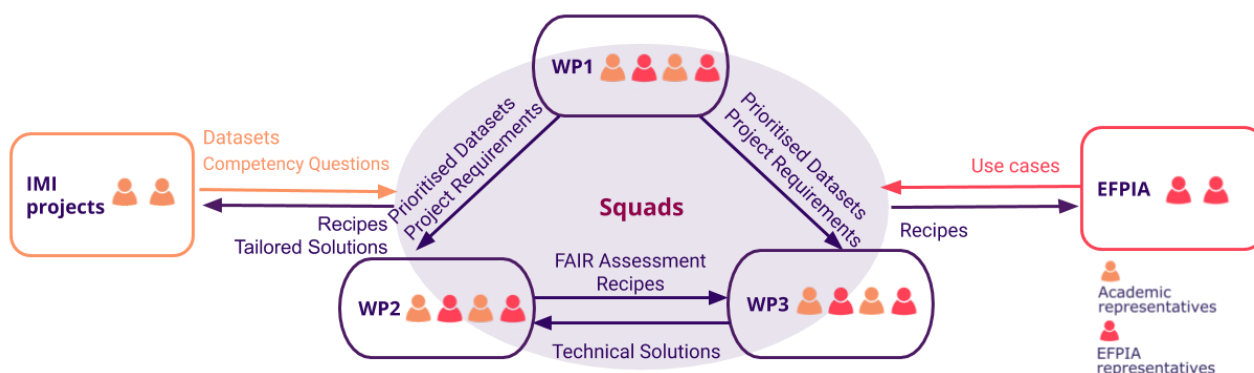 WP1
Datasets
Competency Questions
IMI
projects
Recipes
Tailored Solutions
Prioritised Datasets
Project Requirements
Prioritised Datasets
Project Requirements
Squads
Use cases
EFPIA
Recipes
FAIR Assessment
Recipes
WP2
WP3
Technical Solutions
Academic
representatives
EFPIA
representatives